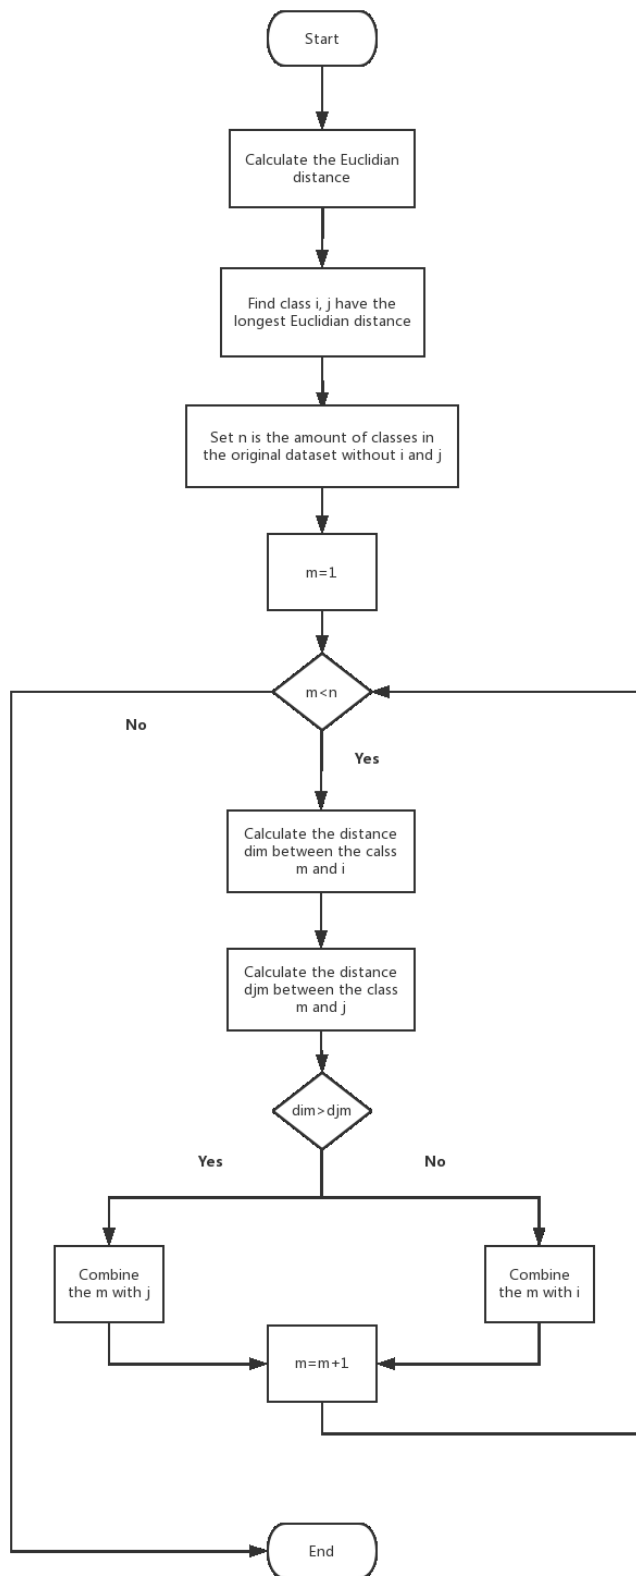 Start
Calculate the Euclidian
distance
Find class i, j have the
longest Euclidian distance
Set n is the amount of classes in
the original dataset without i and j
m=1
m<n
No
Yes
Calculate the distance
dim between the calss
m and i
Calculate the distance
djm between the class
m and j
dim>djm
Yes
No
Combine
the m with j
Combine
the m with i
m=m+1
End